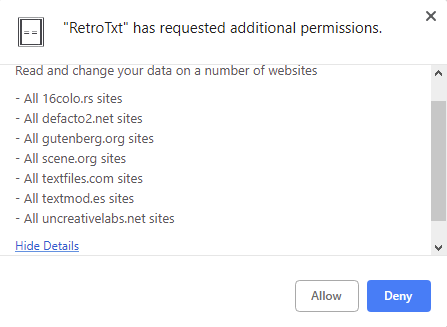 "RetroTxt" has requested additional permissions.
Read and change your data on a number of websites
- All 16colo.rs sites
- All defacto2.net sites
- All gutenberg.org sites
- All scene.org sites
- All textfiles.com sites
- All textmod.es sites
- All uncreativelabs.net sites
Hide Details
Allow
Deny